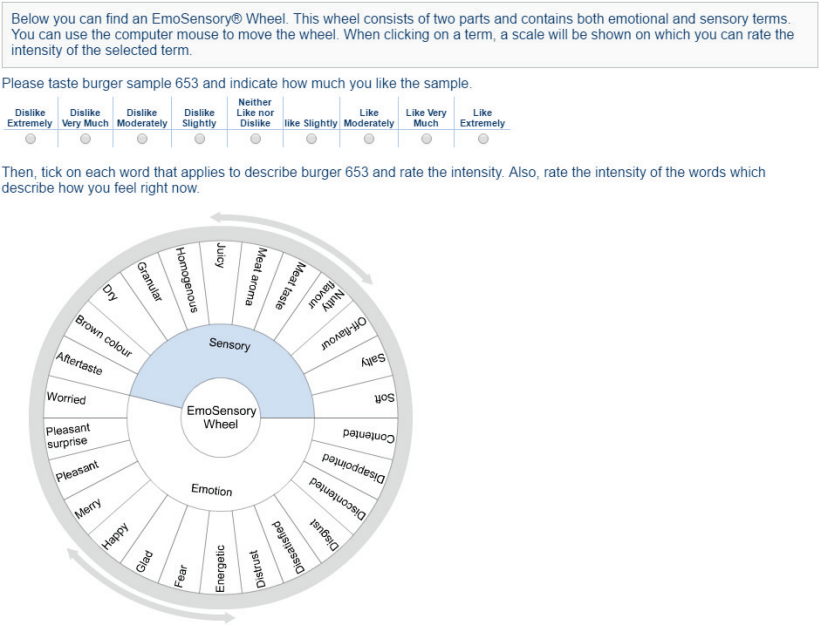 Below you can find an EmoSensory® Wheel. This wheel consists of two parts and contains both emotional and sensory terms.
You can use the computer mouse to move the wheel. When clicking on a term, a scale will be shown on which you can rate the
intensity of the selected term.
Please taste burger sample 653 and indicate how much you like the sample.
Dislike Extremely
Dislike Very Much
Dislike Moderately
Dislike Slightly
Neither Like nor Dislike
like Slightly
Like Moderately
Like Very Much
Like Extremely
Then, tick on each word that applies to describe burger 653 and rate the intensity. Also, rate the intensity of the words which
describe how you feel right now.
Juicy
Meat aroma
Meat taste
Nutty
flavour
Off-flavour
Salty
Soft
Contented
Disappointed
Discontented
Disgust
Dissatisfied
Distrust
Energetic
Fear
Glad
Happy
Merry
Pleasant
Pleasant
surprise
Worried
Aftertaste
Brown colour
Dry
Granular
Homogenous
Sensory
EmoSensory
Wheel
Emotion